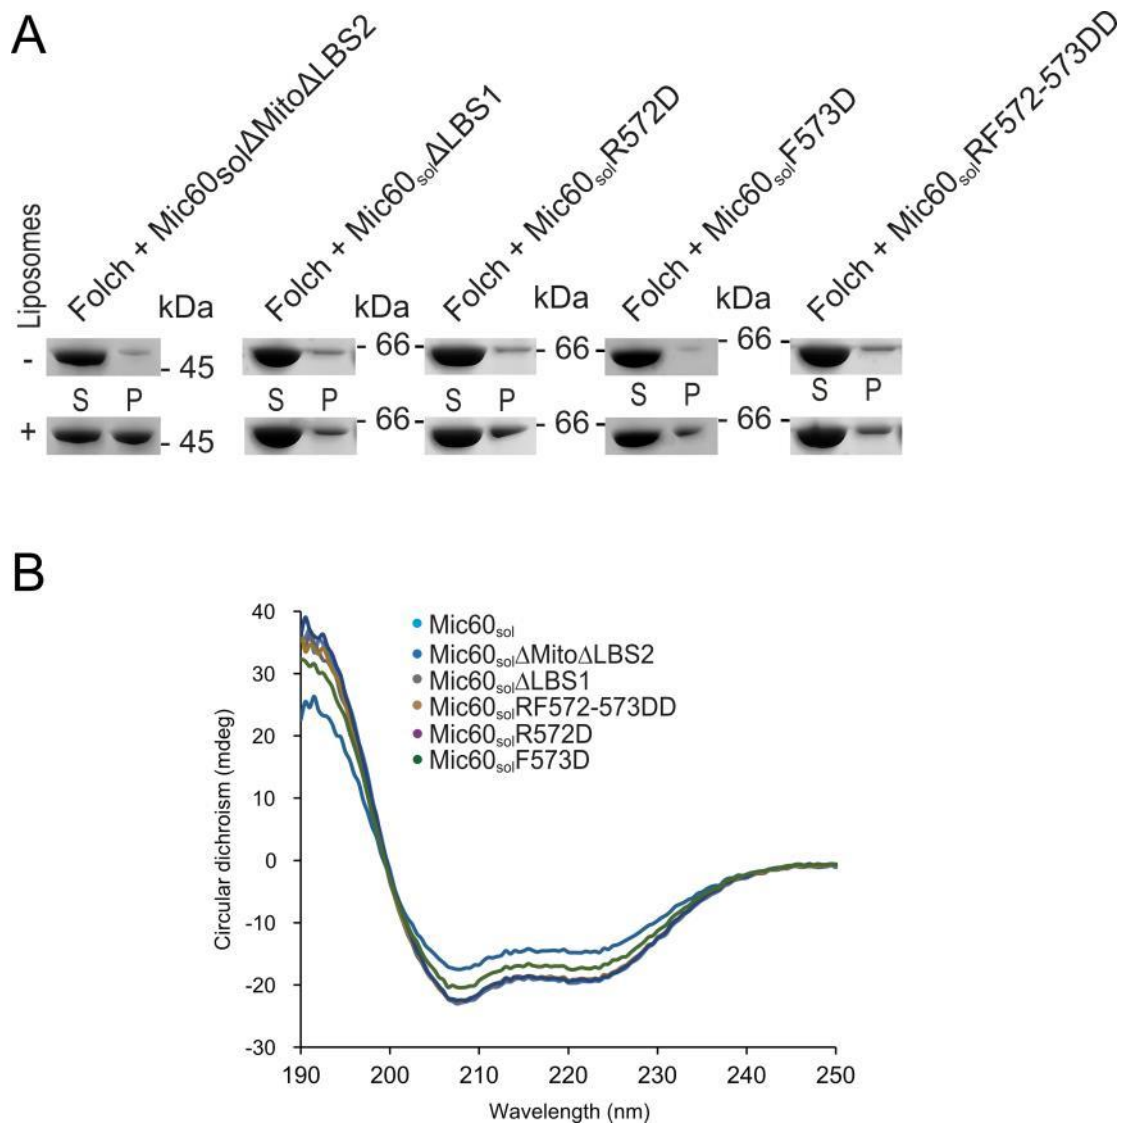 A
Folch + Mic60solΔMitoΔLBS2
Folch + Mic60solΔLBS1
Folch + Mic60solR572D
Folch + Mic60solF573D
Folch + Mic60solRF572-573DD
Liposomes
kDa kDa kDa kDa
- - 45 - 66 - - 66 - - 66 -
S P S P S P S P S P
+ - 45 - 66 - - 66 - - 66 -
B
Circular dichroism (mdeg)
40
30
20
10
0
-10
-20
-30
Mic60sol
Mic60solΔMitoΔLBS2
Mic60solΔLBS1
Mic60solRF572-573DD
Mic60solR572D
Mic60solF573D
190 200 210 220 230 240 250
Wavelength (nm)